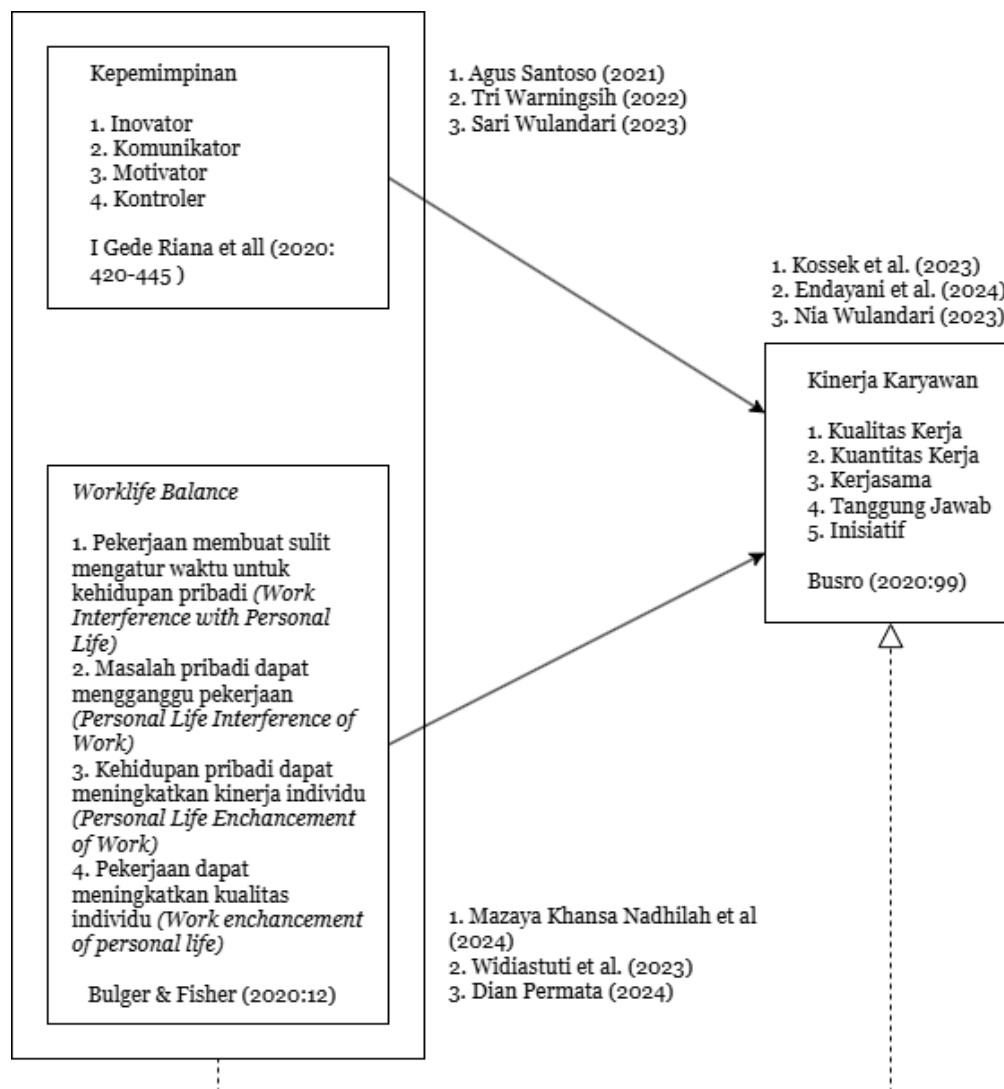 Kepemimpinan
1. Inovator
2. Komunikator
3. Motivator
4. Kontroler
I Gede Riana et all (2020:
420-445 )
1. Agus Santoso (2021)
2. Tri Warningsih (2022)
3. Sari Wulandari (2023)
Worklife Balance
1. Pekerjaan membuat sulit
mengatur waktu untuk
kehidupan pribadi (Work
Interference with Personal
Life)
2. Masalah pribadi dapat
mengganggu pekerjaan
(Personal Life Interference of
Work)
3. Kehidupan pribadi dapat
meningkatkan kinerja individu
(Personal Life Enchancement
of Work)
4. Pekerjaan dapat
meningkatkan kualitas
individu (Work enchancement
of personal life)
Bulger & Fisher (2020:12)
1. Mazaya Khansa Nadhilah et al
(2024)
2. Widiastuti et al. (2023)
3. Dian Permata (2024)
1. Kossek et al. (2023)
2. Endayani et al. (2024)
3. Nia Wulandari (2023)
Kinerja Karyawan
1. Kualitas Kerja
2. Kuantitas Kerja
3. Kerjasama
4. Tanggung Jawab
5. Inisiatif
Busro (2020:99)